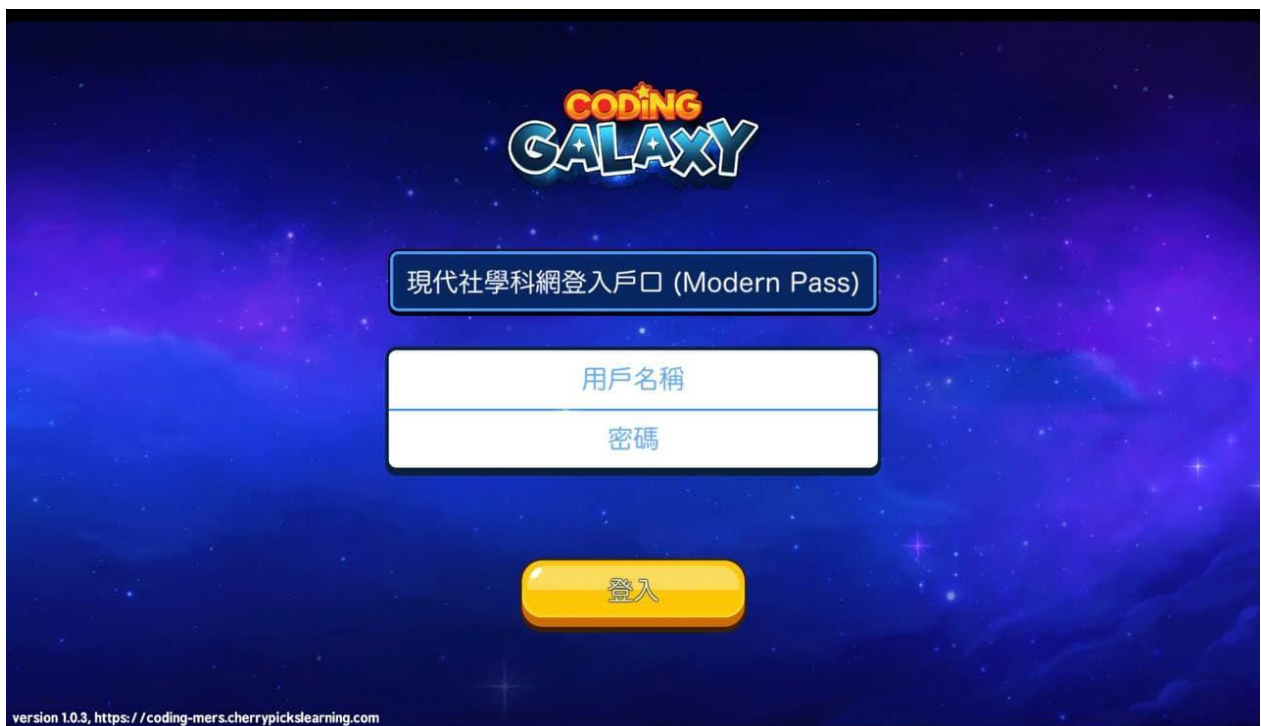 CODING
GALAXY
現代社學科網登入戶口 (Modern Pass)
用戶名稱
密碼
登入
version 1.0.3, https://coding-mers.cherrypickslearning.com